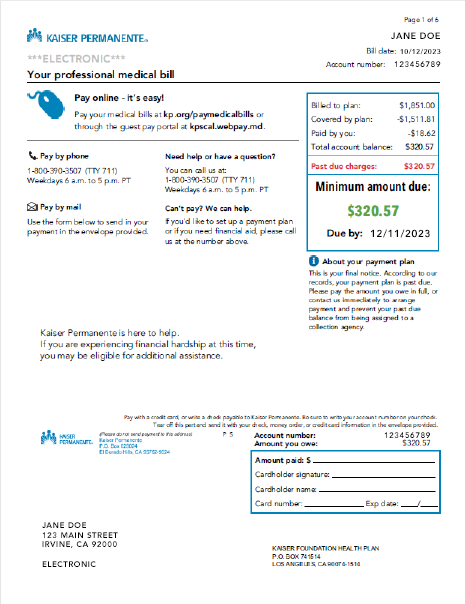 Page 1 of 6
KAISER PERMANENTE®
JANE DOE
Bill date: 10/12/2023
***ELECTRONIC***
Account number: 123456789
Your professional medical bill
Pay online - it's easy!
Pay your medical bills at kp.org/paymedicalbills or
through the guest pay portal at kpscal.webpay.md.
Billed to plan: $1,851.00
Covered by plan: -$1,511.81
Paid by you: -$18.62
Total account balance: $320.57
Past due charges: $320.57
Minimum amount due:
$320.57
Due by: 12/11/2023
Pay by phone
1-800-390-3507 (TTY 711)
Weekdays 6 a.m. to 5 p.m. PT
Need help or have a question?
You can call us at:
1-800-390-3507 (TTY 711)
Weekdays 6 a.m. to 5 p.m. PT
Pay by mail
Use the form below to send in your
payment in the envelope provided.
Can't pay? We can help.
If you'd like to set up a payment plan
or if you need financial aid, please call
us at the number above.
About your payment plan
This is your final notice. According to our
records, your payment plan is past due.
Please pay the amount you owe in full, or
contact us immediately to arrange
payment and prevent your past due
balance from being assigned to a
collection agency.
Kaiser Permanente is here to help.
If you are experiencing financial hardship at this time,
you may be eligible for additional assistance.
Pay with a credit card, or write a check payable to Kaiser Permanente. Be sure to write your account number on your check.
Tear off this part and send it with your check, money order, or credit card information in the envelope provided.
KAISER
PERMANENTE®
(Please do not send payment to this address)
Kaiser Permanente
P.O. Box
El Dorado Hills, CA
P S
Account number: 123456789
Amount you owe: $320.57
Amount paid: $
Cardholder signature:
Cardholder name:
Card number: Exp date: /
JANE DOE
123 MAIN STREET
IRVINE, CA 92000
ELECTRONIC
KAISER FOUNDATION HEALTH PLAN
P.O. BOX 741514
LOS ANGELES, CA 90074-1514